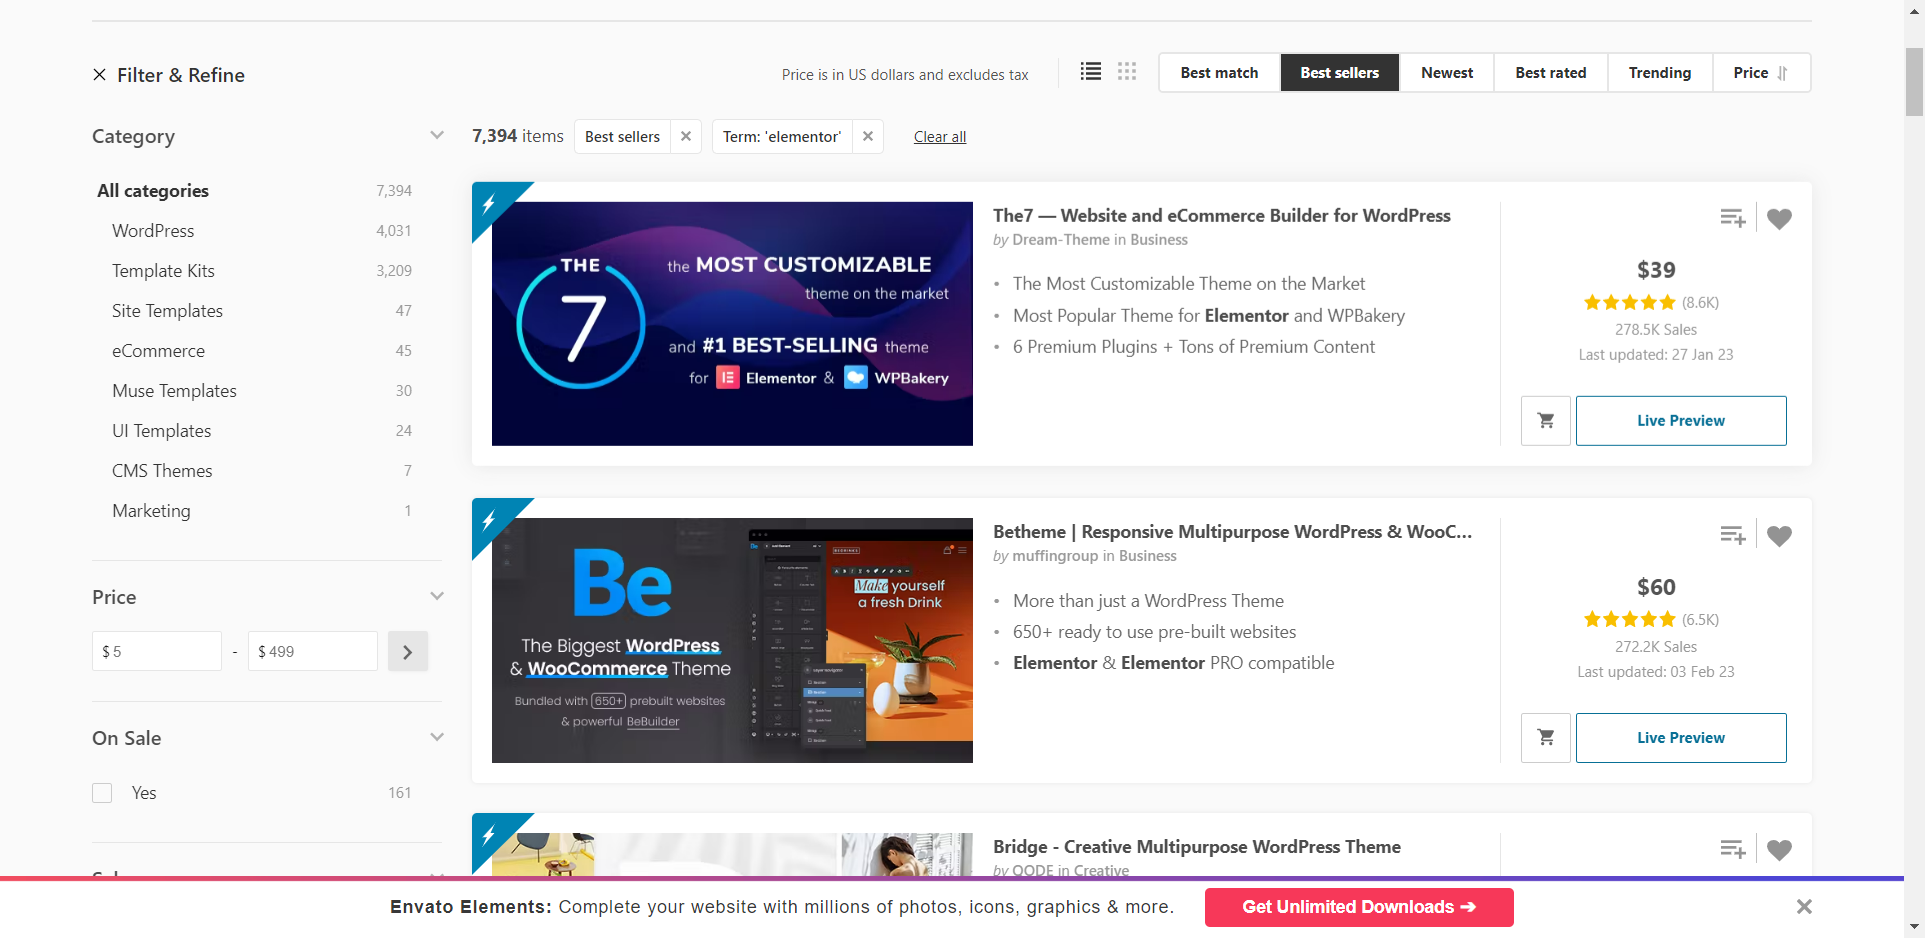 Filter & Refine
Price is in US dollars and excludes tax
Best match
Best sellers
Newest
Best rated
Trending
Price
Category
All categories 7,394
WordPress 4,031
Template Kits 3,209
Site Templates 47
eCommerce 45
Muse Templates 30
UI Templates 24
CMS Themes 7
Marketing 1
Price
$ 5 - $ 499
On Sale
Yes 161
7,394 items
Best sellers
Term: 'elementor'
Clear all
THE
7
the MOST CUSTOMIZABLE
theme on the market
and #1 BEST-SELLING theme
for Elementor & WPBakery
The7 — Website and eCommerce Builder for WordPress
by Dream-Theme in Business
• The Most Customizable Theme on the Market
• Most Popular Theme for Elementor and WPBakery
• 6 Premium Plugins + Tons of Premium Content
$39
(8.6K)
278.5K Sales
Last updated: 27 Jan 23
Live Preview
Be
The Biggest WordPress
& WooCommerce Theme
Bundled with 650+ prebuilt websites
& powerful BeBuilder
Make yourself
a fresh Drink
Betheme | Responsive Multipurpose WordPress & WooC...
by muffingroup in Business
• More than just a WordPress Theme
• 650+ ready to use pre-built websites
• Elementor & Elementor PRO compatible
$60
(6.5K)
272.2K Sales
Last updated: 03 Feb 23
Live Preview
Bridge - Creative Multipurpose WordPress Theme
by QODE in Creative
Envato Elements: Complete your website with millions of photos, icons, graphics & more.
Get Unlimited Downloads ➔